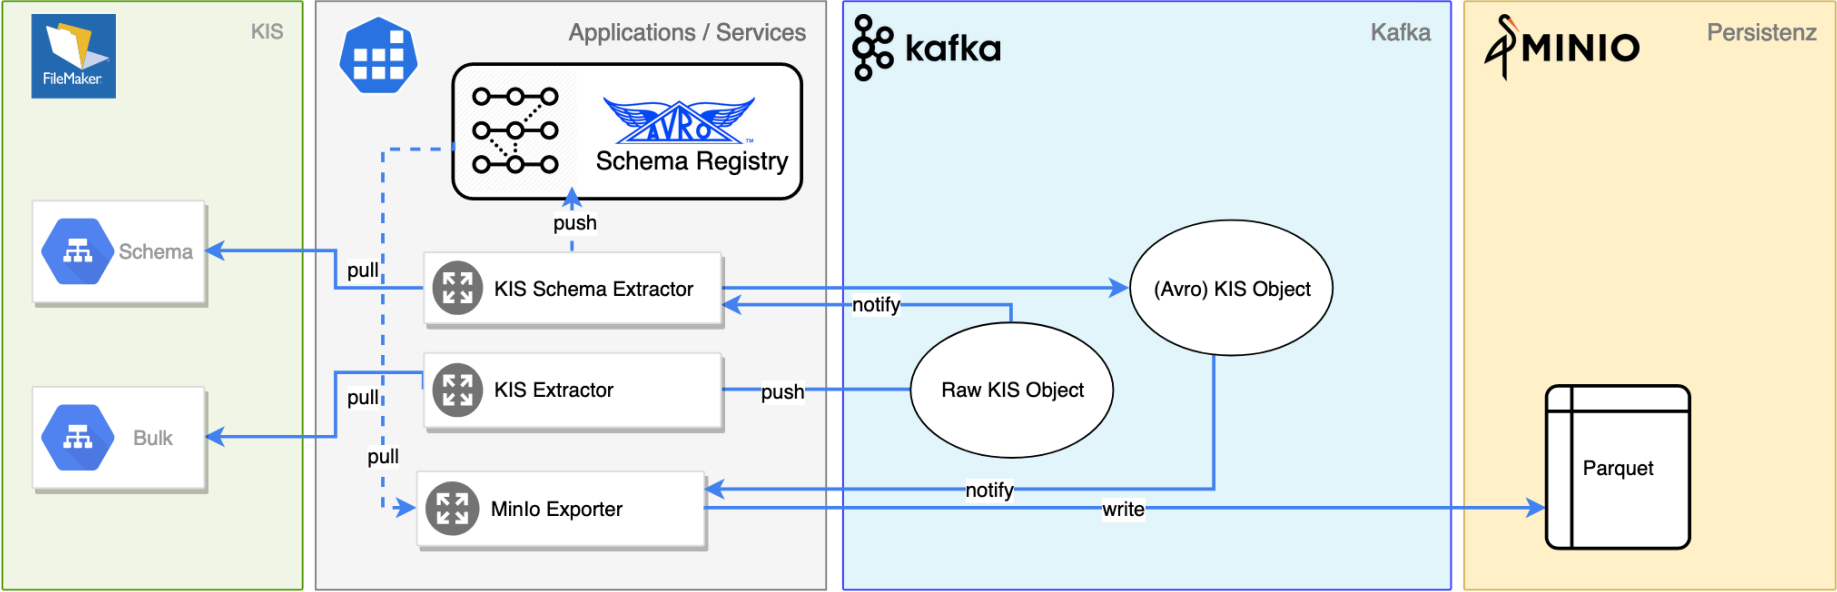 KIS
FileMaker
Schema
Bulk
Applications / Services
AVRO™
Schema Registry
push
pull
KIS Schema Extractor
pull
KIS Extractor
push
pull
MinIo Exporter
Kafka
kafka
(Avro) KIS Object
notify
Raw KIS Object
notify
write
Persistenz
MINIO
Parquet